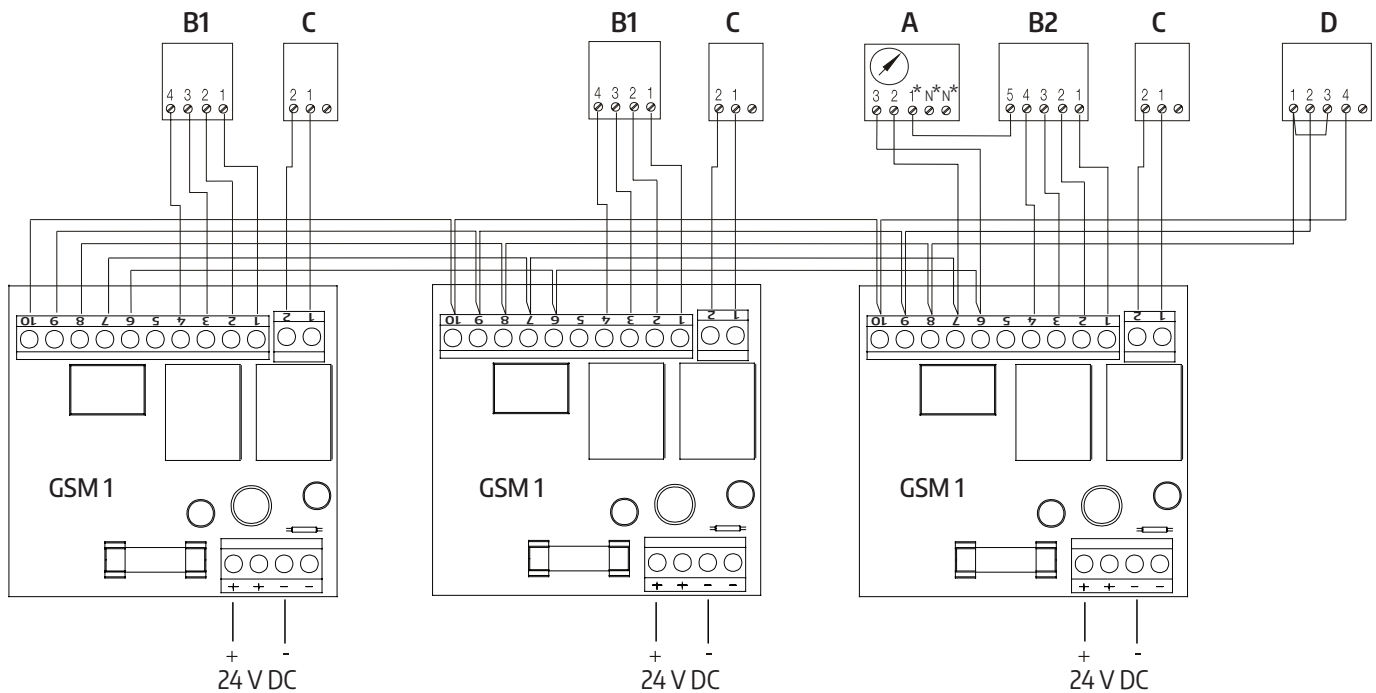 B1 C B1 C A B2 C D
4 3 2 1 2 1 4 3 2 1 2 1 3 2 1* N* N* 5 4 3 2 1 2 1 1 2 3 4
10 9 8 7 6 5 4 3 2 1 2 1 10 9 8 7 6 5 4 3 2 1 2 1 10 9 8 7 6 5 4 3 2 1 2 1
GSM 1 GSM 1 GSM 1
+ + - - + + - - + + - -
+ - + - + -
24 V DC 24 V DC 24 V DC